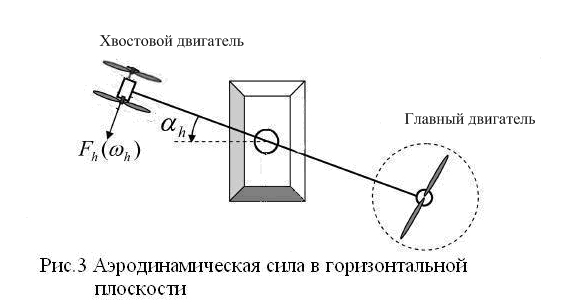 Хвостовой двигатель
Главный двигатель
α_h
F_h(ω_h)
Рис.3 Аэродинамическая сила в горизонтальной
плоскости